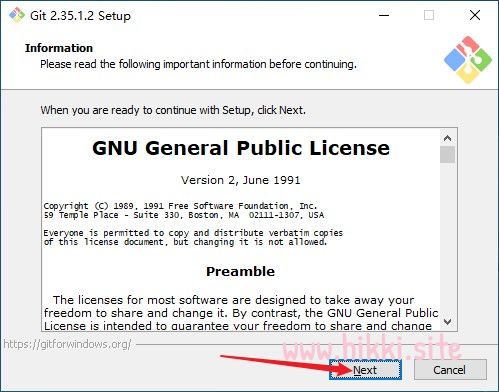 Git 2.35.1.2 Setup
Information
Please read the following important information before continuing.
When you are ready to continue with Setup, click Next.
GNU General Public License
Version 2, June 1991
Copyright (C) 1989, 1991 Free Software Foundation, Inc.
59 Temple Place - Suite 330, Boston, MA  02111-1307, USA
Everyone is permitted to copy and distribute verbatim copies
of this license document, but changing it is not allowed.
Preamble
The licenses for most software are designed to take away your
freedom to share and change it. By contrast, the GNU General Public
License is intended to guarantee your freedom to share and change
https://gitforwindows.org/
www.hikki.site
Next
Cancel